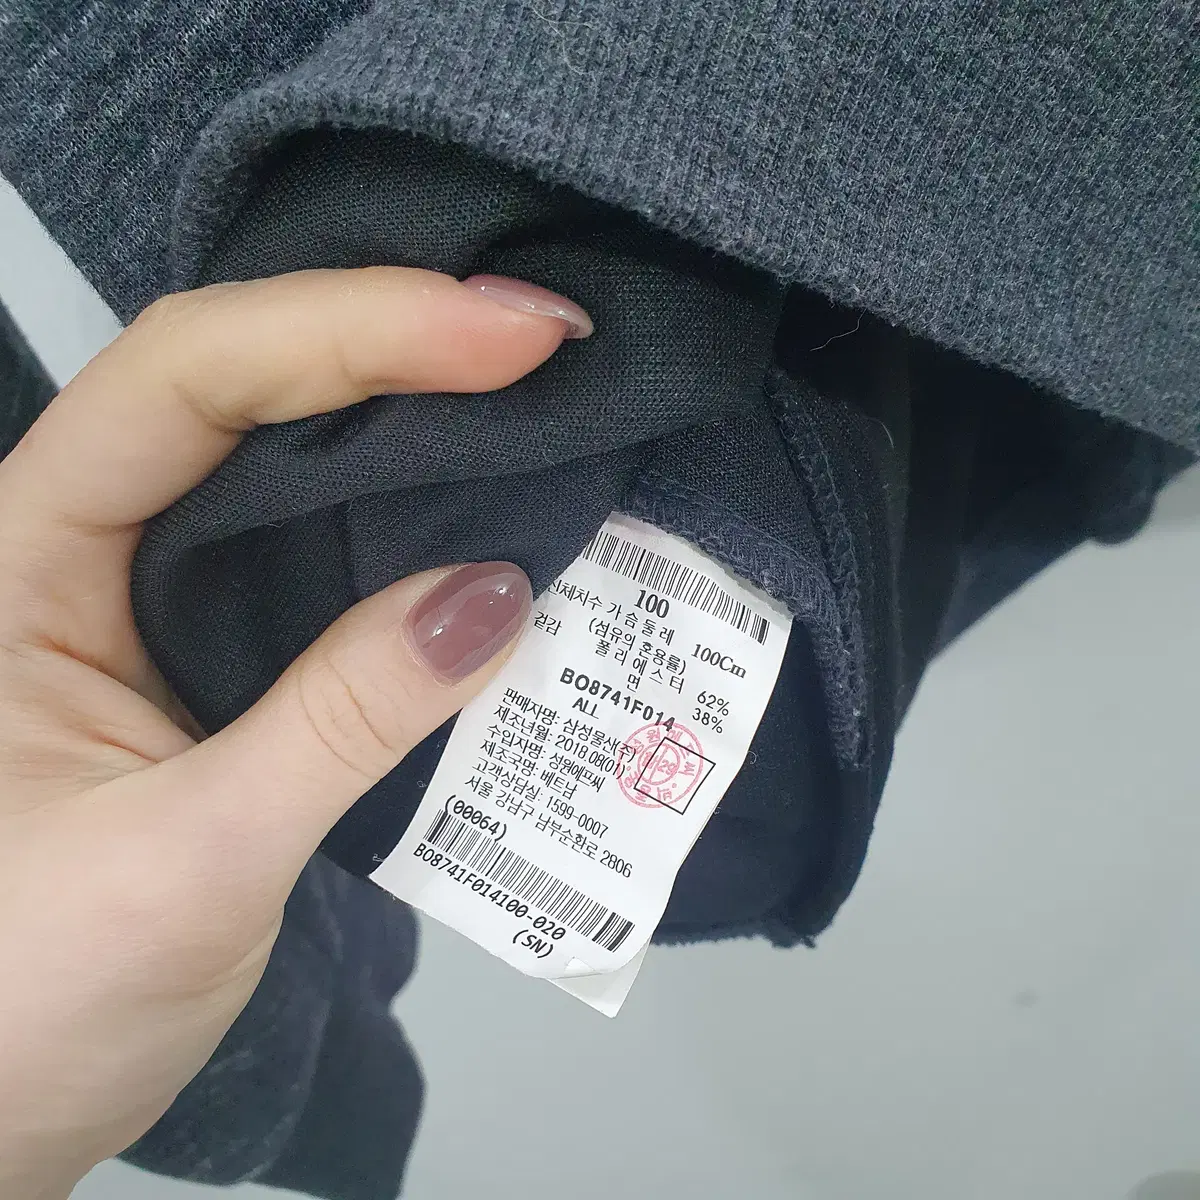 100
신체치수 가슴둘레 100Cm
(섬유의 혼용률)
겉감 폴리에스터 62%
면 38%
BO8741F014
ALL
판매자명: 삼성물산(주)
제조년월: 2018.08(01)
수입자명: 성원에프씨
제조국명: 베트남
고객상담실: 1599-0007
서울 강남구 남부순환로 2806
(00064)
BO8741F014100-020
(SN)